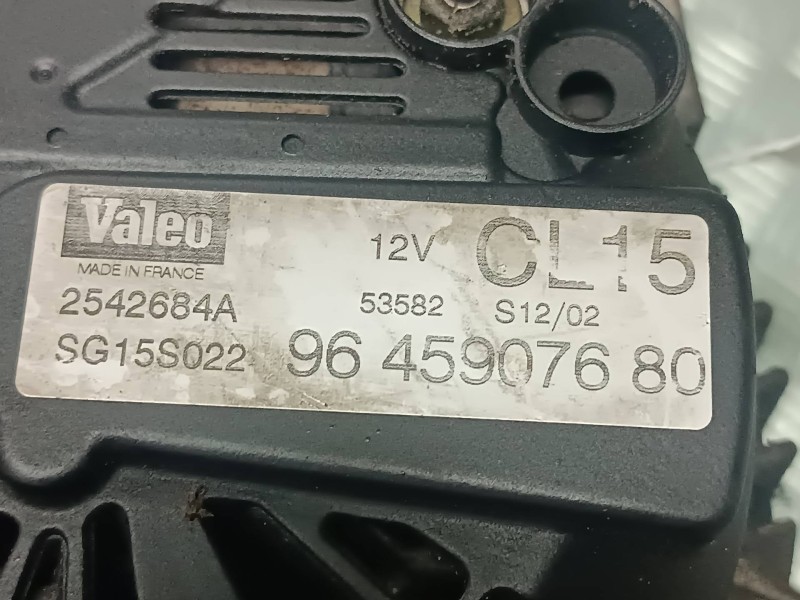 Valeo
MADE IN FRANCE
12V
CL15
2542684A
53582
S12/02
SG15S022
96 459076 80